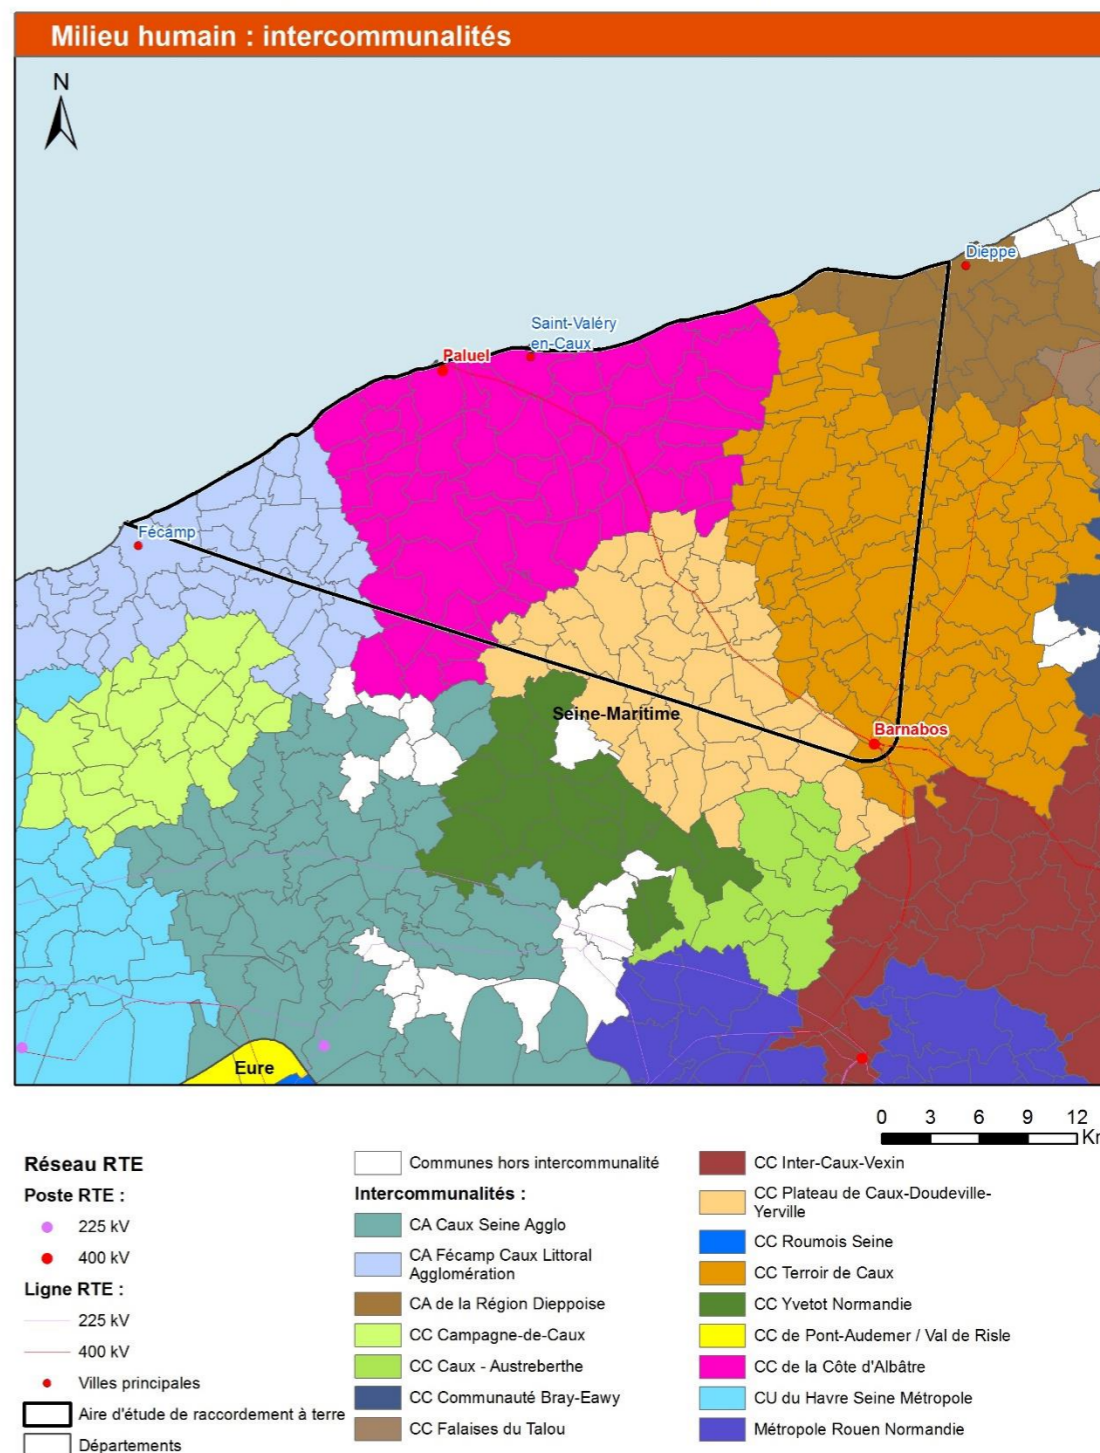 Milieu humain : intercommunalités
N
Dieppe
Saint-Valéry
en-Caux
Paluel
Fécamp
Seine-Maritime
Barnabos
Eure
0 3 6 9 12
Km
Réseau RTE
Poste RTE :
225 kV
400 kV
Ligne RTE :
225 kV
400 kV
Villes principales
Aire d'étude de raccordement à terre
Départements
Communes hors intercommunalité
Intercommunalités :
CA Caux Seine Agglo
CA Fécamp Caux Littoral
Agglomération
CA de la Région Dieppoise
CC Campagne-de-Caux
CC Caux - Austreberthe
CC Communauté Bray-Eawy
CC Falaises du Talou
CC Inter-Caux-Vexin
CC Plateau de Caux-Doudeville-
Yerville
CC Roumois Seine
CC Terroir de Caux
CC Yvetot Normandie
CC de Pont-Audemer / Val de Risle
CC de la Côte d'Albâtre
CU du Havre Seine Métropole
Métropole Rouen Normandie